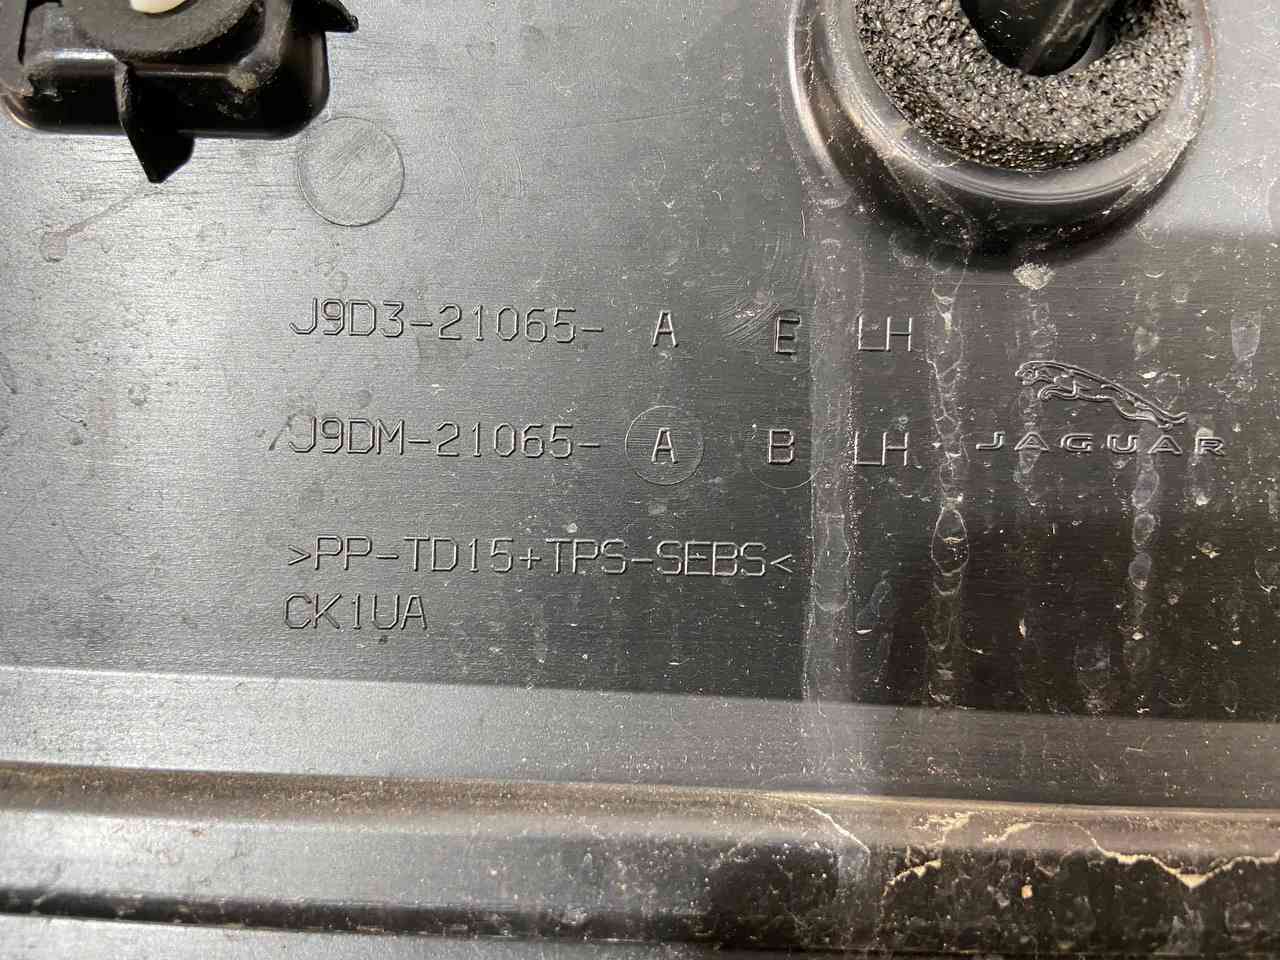 J9D3-21065- A E LH
J9DM-21065- A B LH
JAGUAR
>PP-TD15+TPS-SEBS<
CK1UA